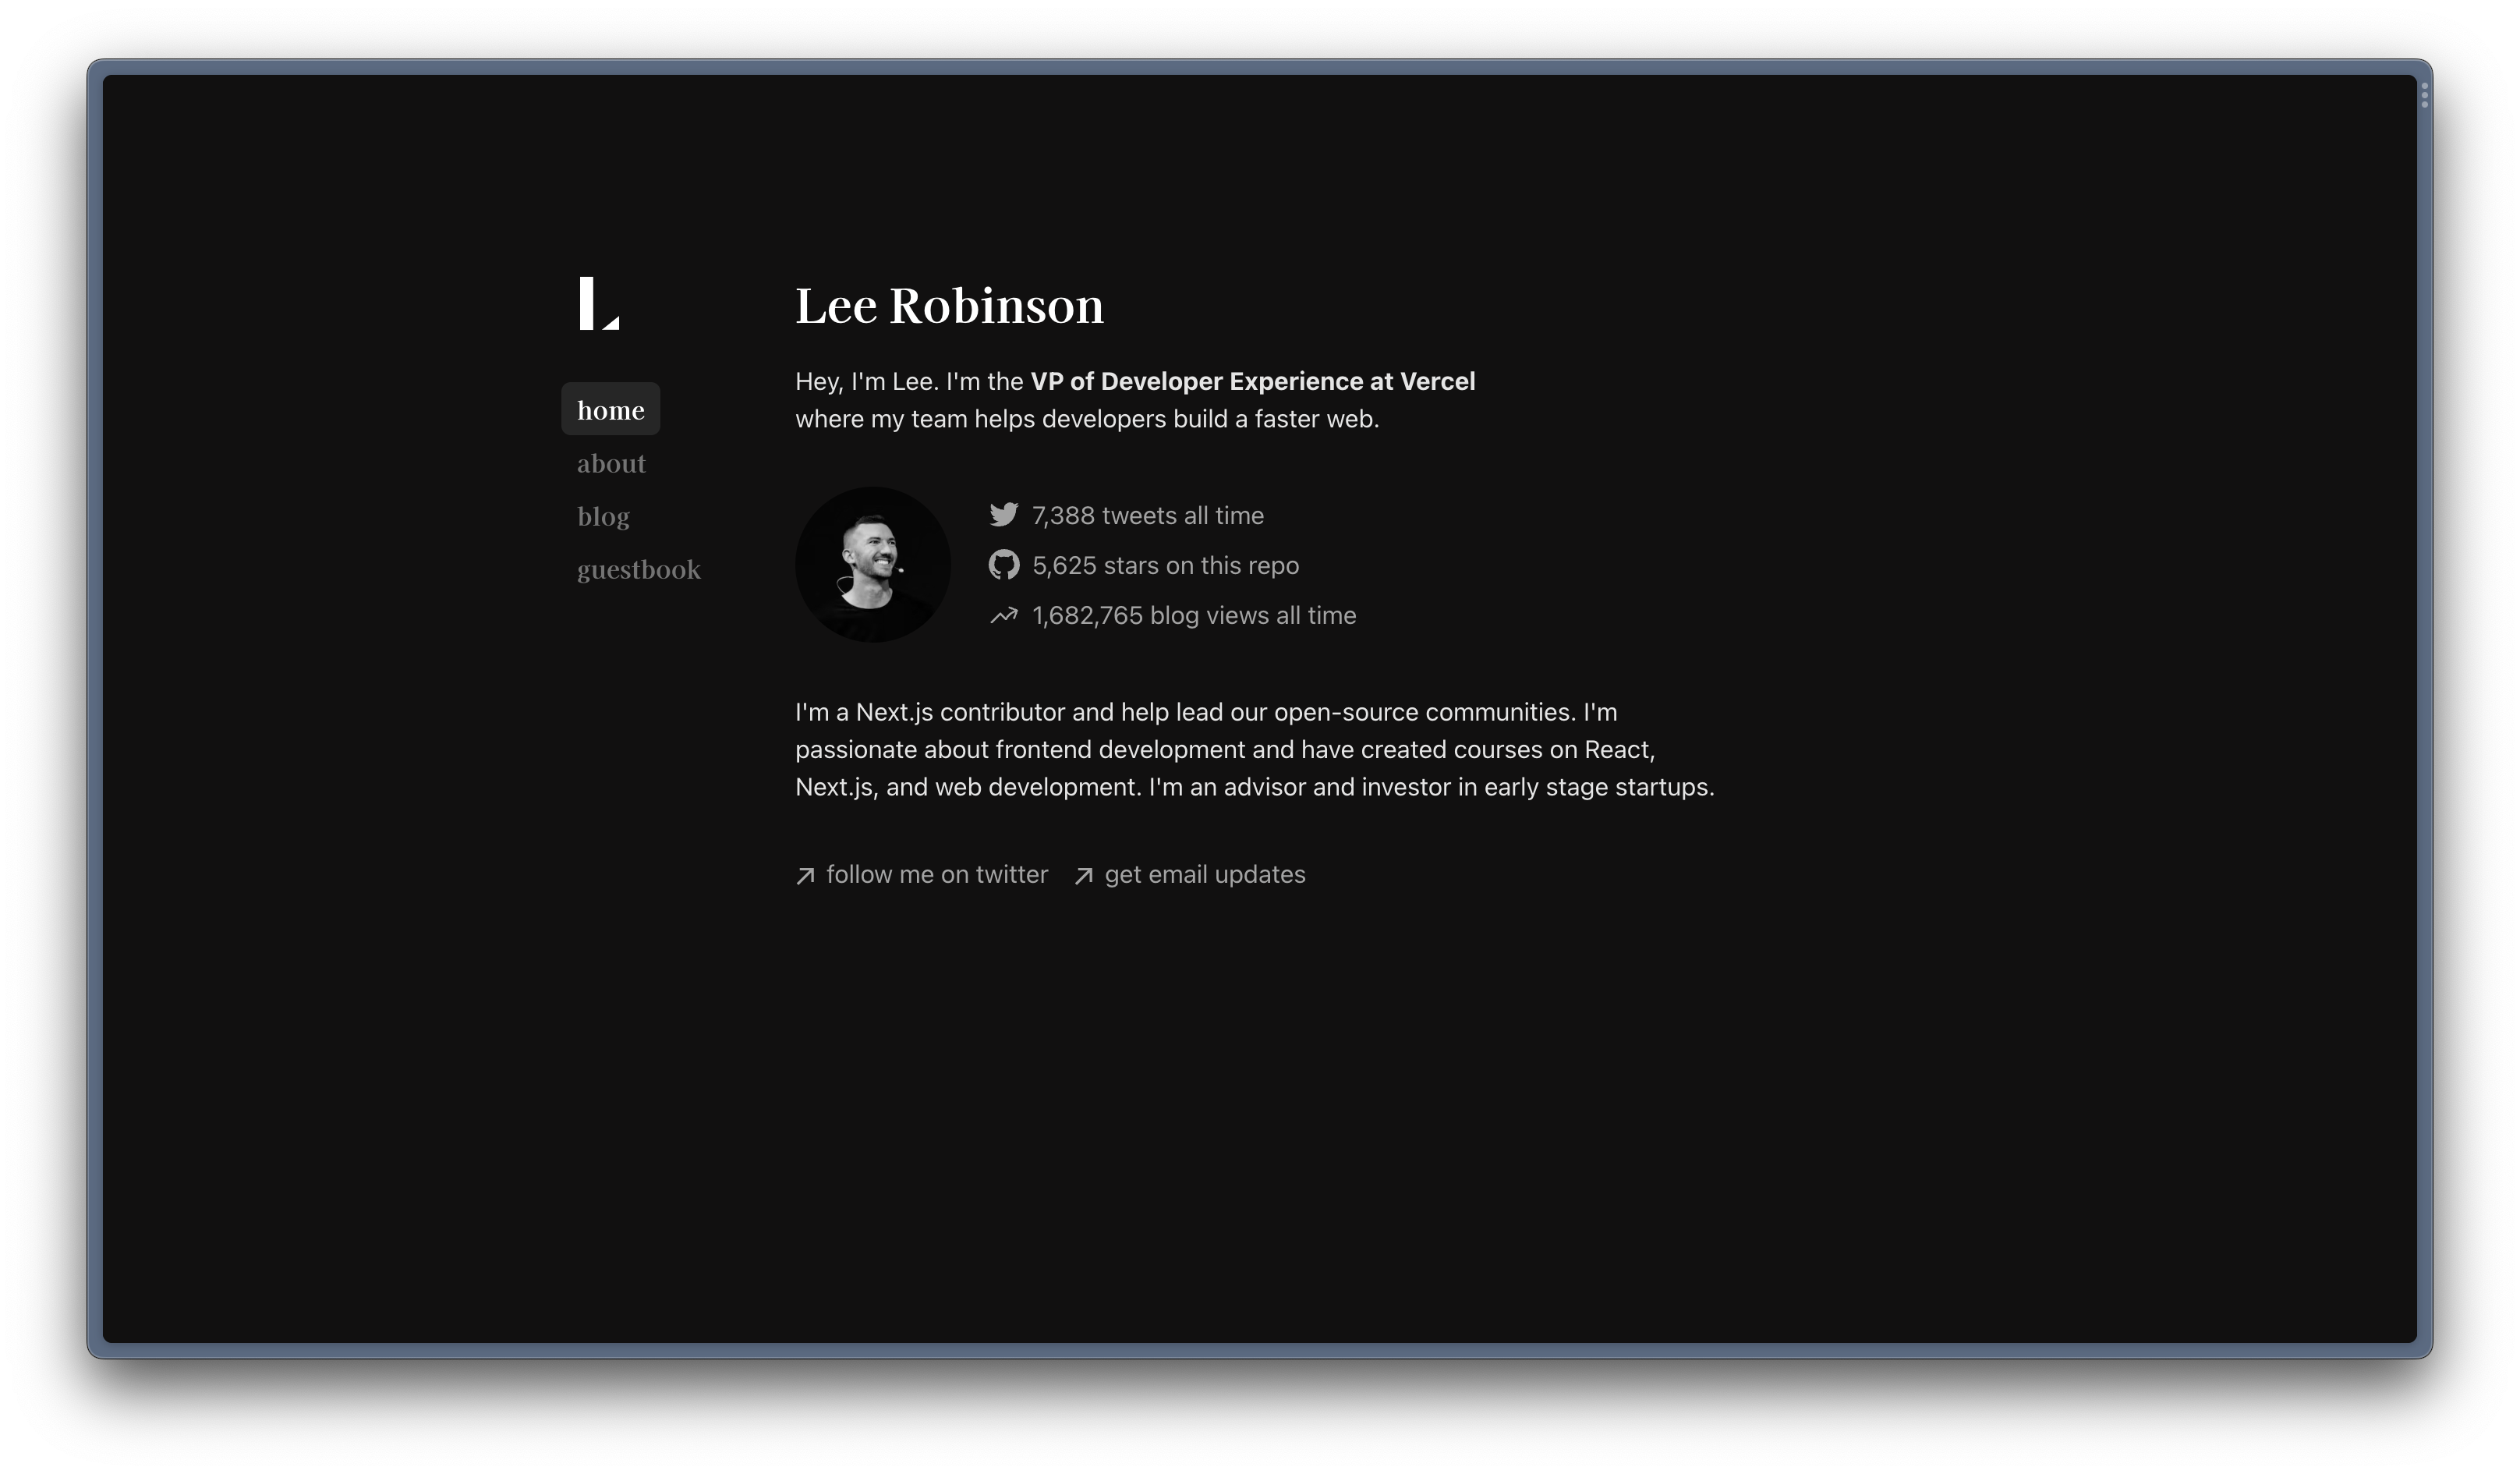 L
home
about
blog
guestbook
Lee Robinson
Hey, I'm Lee. I'm the VP of Developer Experience at Vercel
where my team helps developers build a faster web.
7,388 tweets all time
5,625 stars on this repo
1,682,765 blog views all time
I'm a Next.js contributor and help lead our open-source communities. I'm
passionate about frontend development and have created courses on React,
Next.js, and web development. I'm an advisor and investor in early stage startups.
follow me on twitter
get email updates